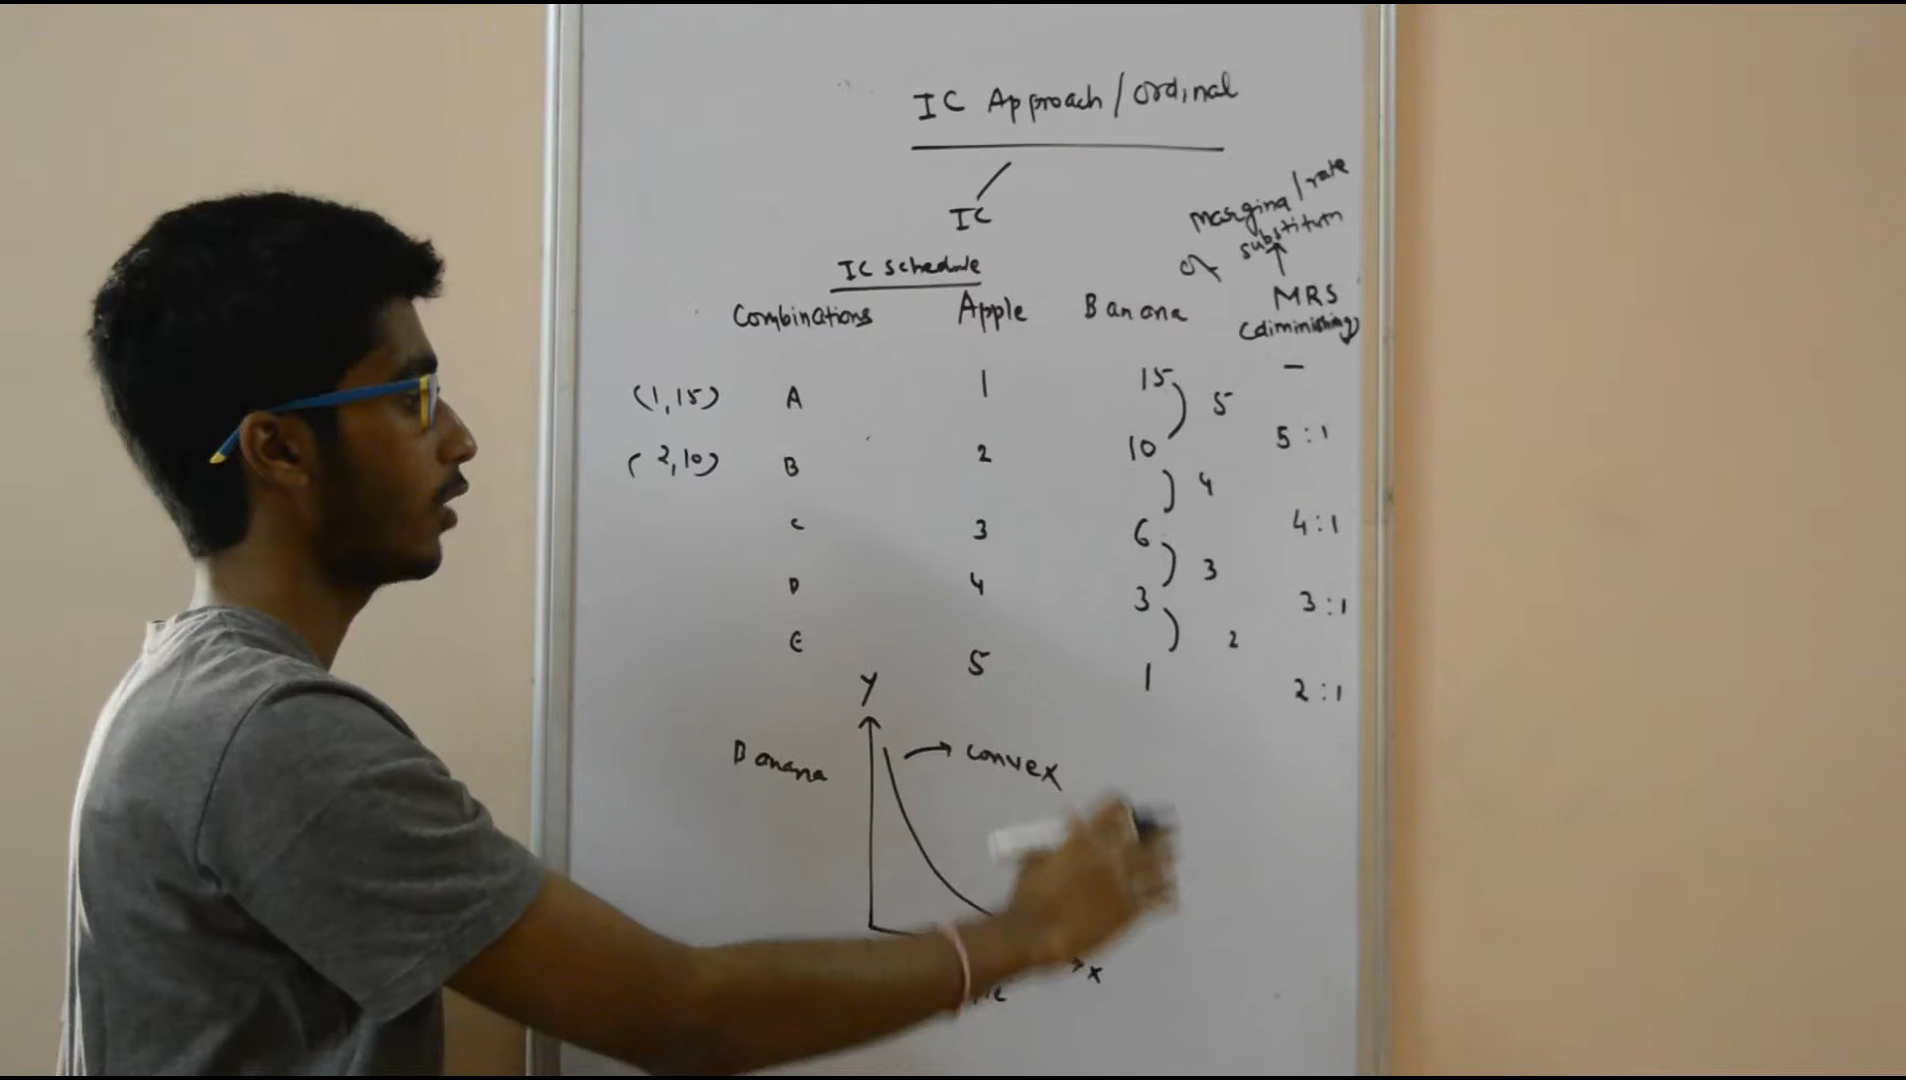 IC Approach/ordinal
IC
marginal rate
of substitutn
IC schedule
Combinations Apple Banana MRS
(diminishing)
(1,15) A 1 15 5 –
(2,10) B 2 10 4 5:1
C 3 6 3 4:1
D 4 3 2 3:1
E 5 1 2:1
Y
Banana
convex
x